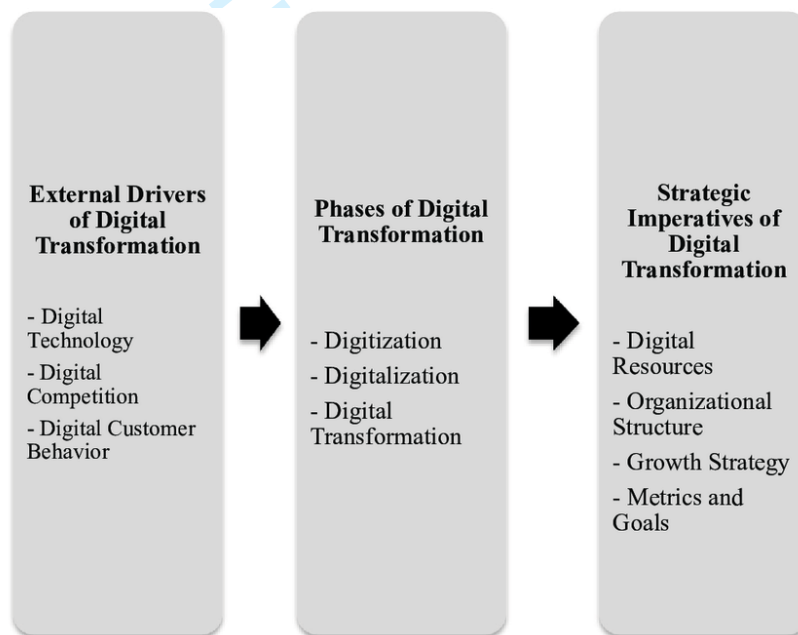 External Drivers
of Digital
Transformation
- Digital
Technology
- Digital
Competition
- Digital Customer
Behavior
Phases of Digital
Transformation
- Digitization
- Digitalization
- Digital
Transformation
Strategic
Imperatives of
Digital
Transformation
- Digital
Resources
- Organizational
Structure
- Growth Strategy
- Metrics and
Goals